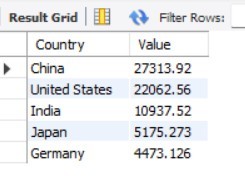 Result Grid Filter Rows:
Country Value
China 27313.92
United States 22062.56
India 10937.52
Japan 5175.273
Germany 4473.126